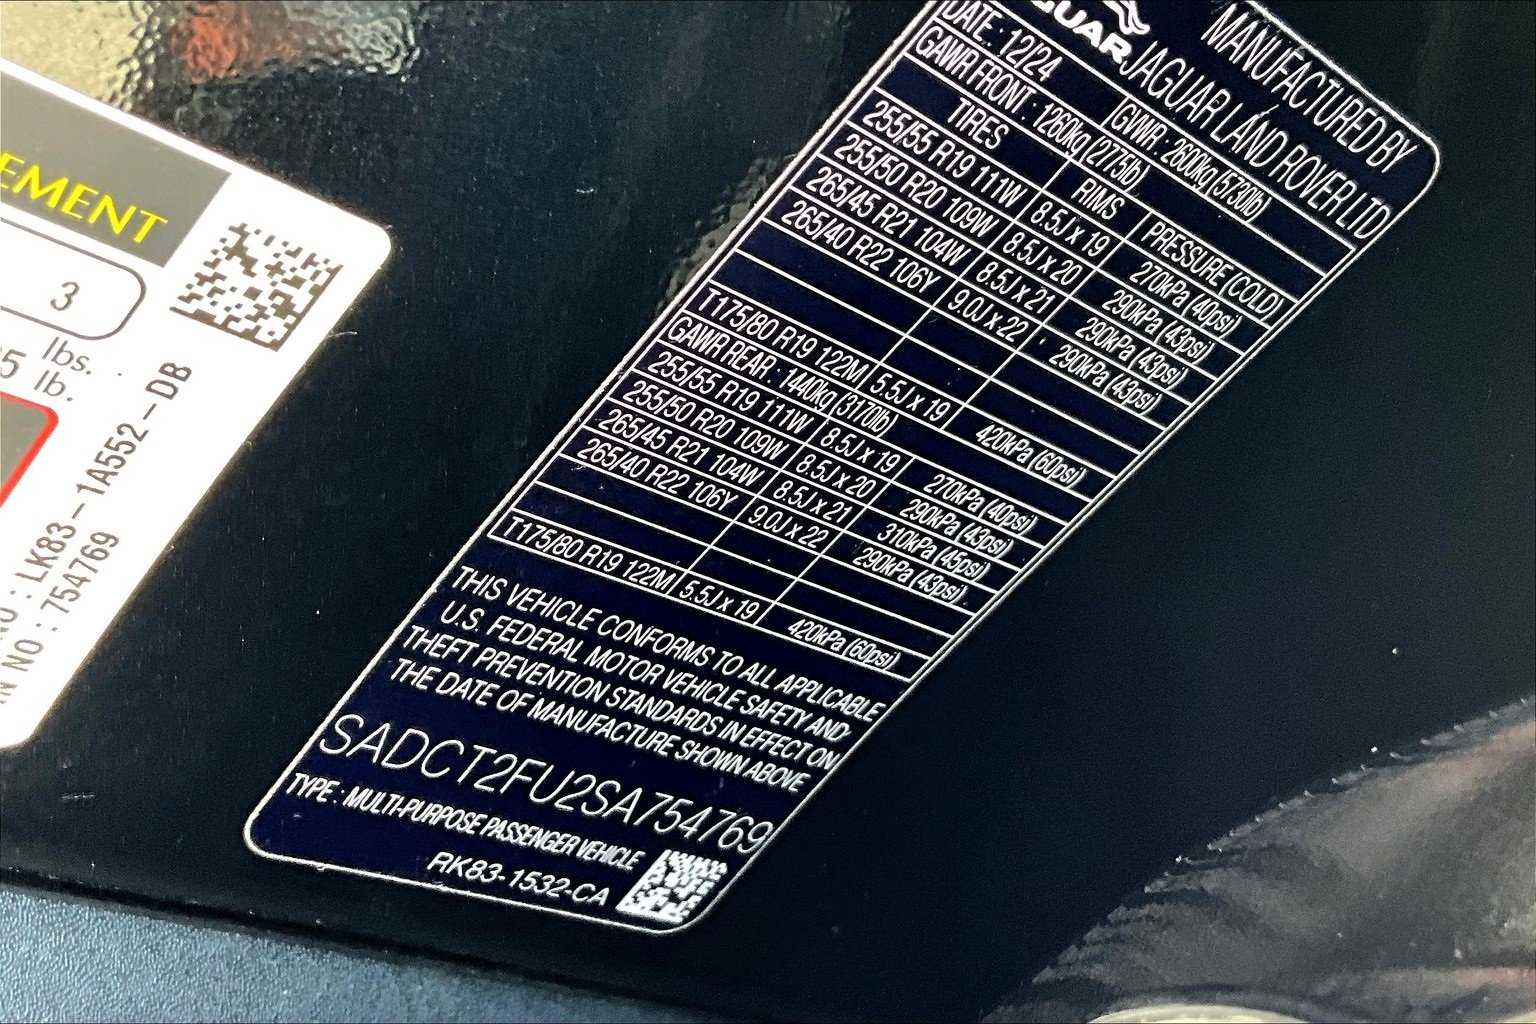 MANUFACTURED BY
JAGUAR LAND ROVER LTD
DATE : 12/24 GVWR : 2600kg (5730lb)
GAWR FRONT : 1260kg (2775lb)
TIRES RIMS PRESSURE (COLD)
255/55 R19 111W 8.5J x 19 270kPa (40psi)
255/50 R20 109W 8.5J x 20 290kPa (43psi)
265/45 R21 104W 8.5J x 21 290kPa (43psi)
265/40 R22 106Y 9.0J x 22 290kPa (43psi)
T175/80 R19 122M 5.5J x 19 420kPa (60psi)
GAWR REAR : 1440kg (3170lb)
255/55 R19 111W 8.5J x 19 270kPa (40psi)
255/50 R20 109W 8.5J x 20 290kPa (43psi)
265/45 R21 104W 8.5J x 21 310kPa (45psi)
265/40 R22 106Y 9.0J x 22 290kPa (43psi)
T175/80 R19 122M 5.5J x 19 420kPa (60psi)
THIS VEHICLE CONFORMS TO ALL APPLICABLE
U.S. FEDERAL MOTOR VEHICLE SAFETY AND
THEFT PREVENTION STANDARDS IN EFFECT ON
THE DATE OF MANUFACTURE SHOWN ABOVE
SADCT2FU2SA754769
TYPE : MULTI-PURPOSE PASSENGER VEHICLE
RK83-1532-CA
EMENT
3
lbs.
5 lb.
NO : LK83-1A552-DB
N NO : 754769